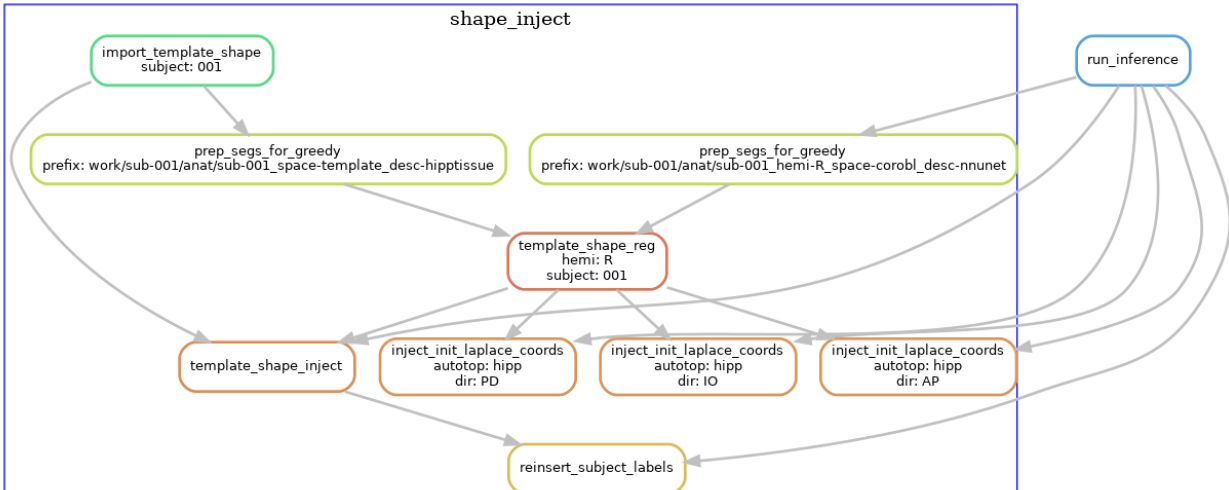 shape_inject
import_template_shape
subject: 001
run_inference
prep_segs_for_greedy
prefix: work/sub-001/anat/sub-001_space-template_desc-hipptissue
prep_segs_for_greedy
prefix: work/sub-001/anat/sub-001_hemi-R_space-corobl_desc-nnunet
template_shape_reg
hemi: R
subject: 001
template_shape_inject
inject_init_laplace_coords
autotop: hipp
dir: PD
inject_init_laplace_coords
autotop: hipp
dir: IO
inject_init_laplace_coords
autotop: hipp
dir: AP
reinsert_subject_labels